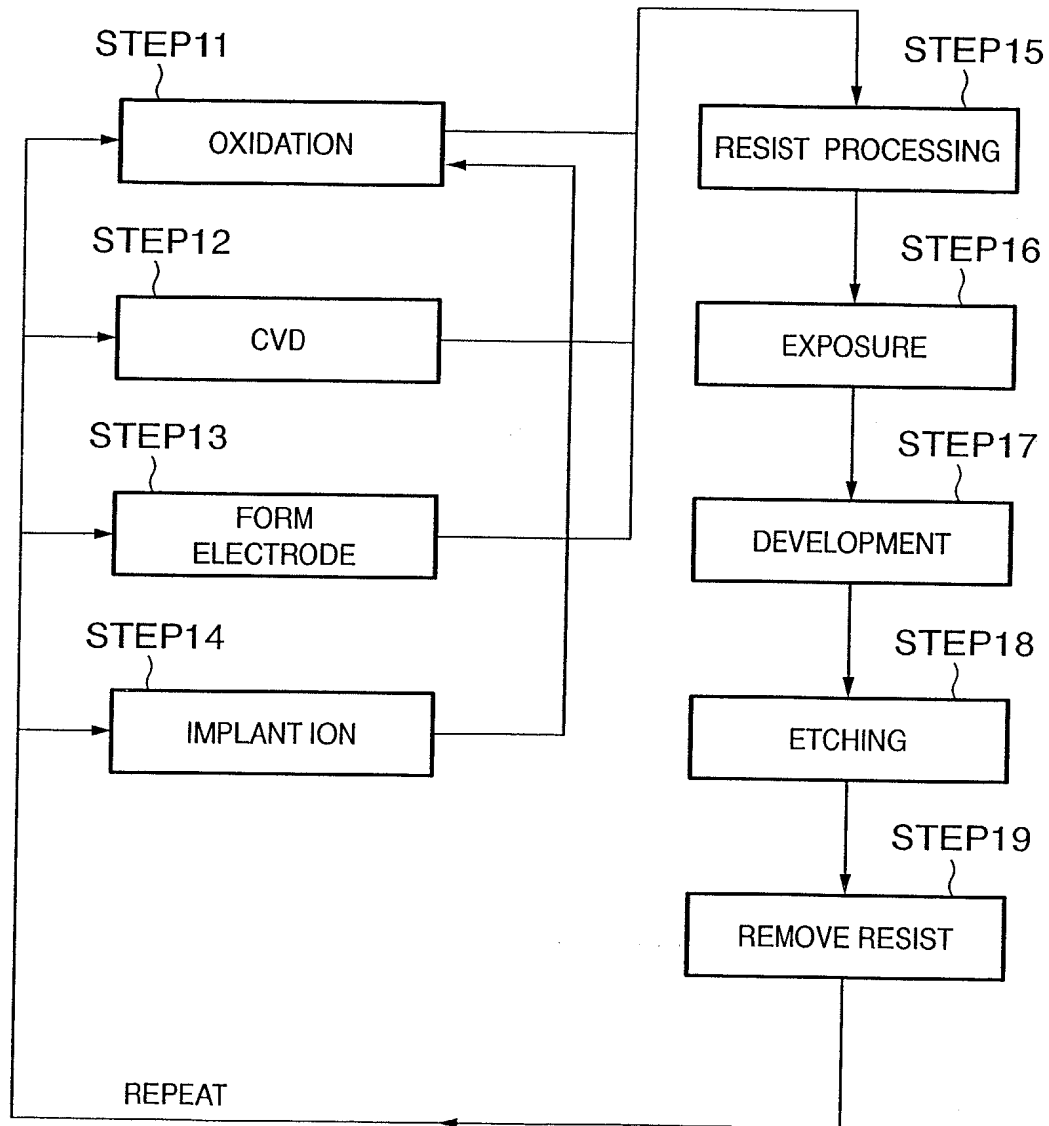 STEP11
OXIDATION
STEP12
CVD
STEP13
FORM
ELECTRODE
STEP14
IMPLANT ION
STEP15
RESIST PROCESSING
STEP16
EXPOSURE
STEP17
DEVELOPMENT
STEP18
ETCHING
STEP19
REMOVE RESIST
REPEAT